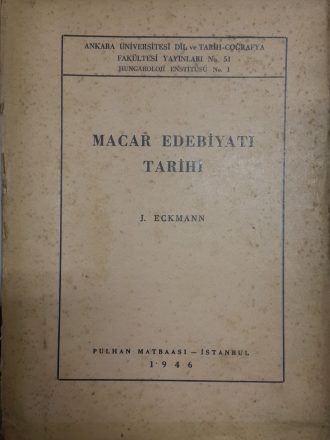 ANKARA ÜNİVERSİTESİ DİL ve TARİH-COĞRAFYA
FAKÜLTESİ YAYINLARI No. 51
HUNGAROLOJİ ENSTİTÜSÜ No. 1
MACAR EDEBİYATI
TARİHİ
J. ECKMANN
PULHAN MATBAASI — İSTANBUL
1946